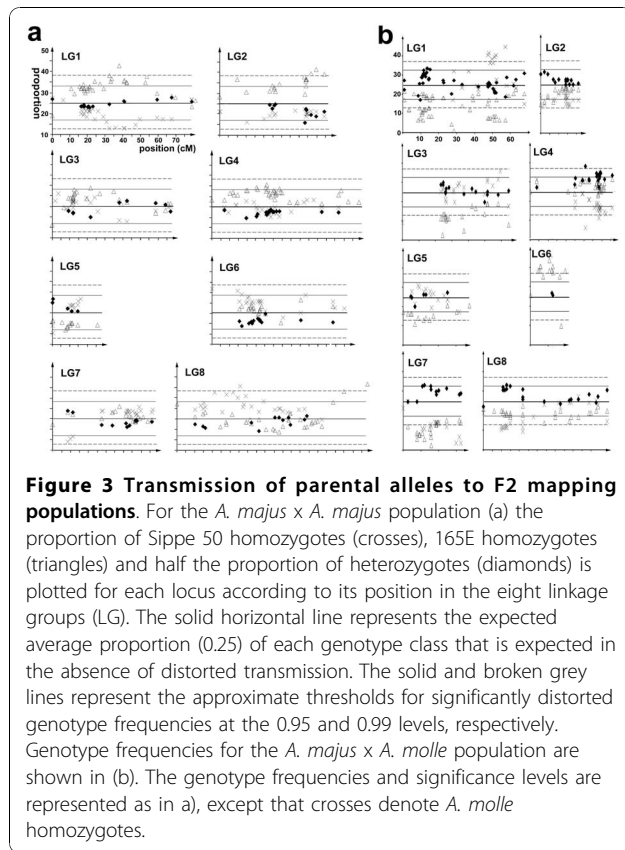 a
b
LG1
LG2
LG1
LG2
50
40
30
20
10
proportion
0 10 20 30 40 50 60 70
position (cM)
40
30
20
10
0
0 10 20 30 40 50 60
LG3
LG4
LG3
LG4
LG5
LG6
LG5
LG6
LG7
LG8
LG7
LG8
Figure 3 Transmission of parental alleles to F2 mapping
populations. For the A. majus x A. majus population (a) the
proportion of Sippe 50 homozygotes (crosses), 165E homozygotes
(triangles) and half the proportion of heterozygotes (diamonds) is
plotted for each locus according to its position in the eight linkage
groups (LG). The solid horizontal line represents the expected
average proportion (0.25) of each genotype class that is expected in
the absence of distorted transmission. The solid and broken grey
lines represent the approximate thresholds for significantly distorted
genotype frequencies at the 0.95 and 0.99 levels, respectively.
Genotype frequencies for the A. majus x A. molle population are
shown in (b). The genotype frequencies and significance levels are
represented as in a), except that crosses denote A. molle
homozygotes.